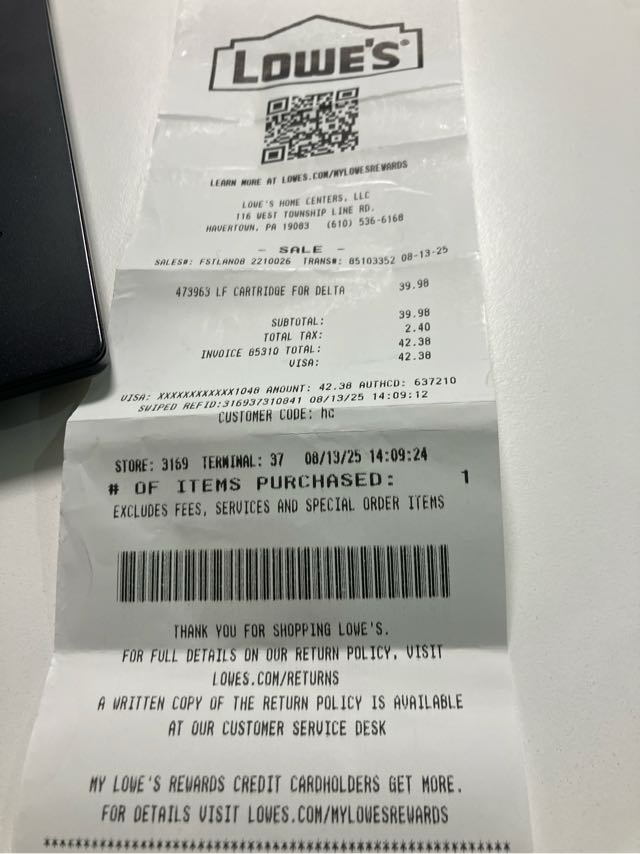 LOWE'S
LEARN MORE AT LOWES.COM/MYLOWESREWARDS
LOWE'S HOME CENTERS, LLC
116 WEST TOWNSHIP LINE RD.
HAVERTOWN, PA 19083 (610) 536-6168
- SALE -
SALES#: FSTLAN08 2210026 TRANS#: 85103352 08-13-25
473963 LF CARTRIDGE FOR DELTA 39.98
SUBTOTAL: 39.98
TOTAL TAX: 2.40
INVOICE 85310 TOTAL: 42.38
VISA: 42.38
VISA: XXXXXXXXXXXX1048 AMOUNT: 42.38 AUTHCD: 637210
SWIPED REFID:316937310841 08/13/25 14:09:12
CUSTOMER CODE: hc
STORE: 3169 TERMINAL: 37 08/13/25 14:09:24
# OF ITEMS PURCHASED: 1
EXCLUDES FEES, SERVICES AND SPECIAL ORDER ITEMS
THANK YOU FOR SHOPPING LOWE'S.
FOR FULL DETAILS ON OUR RETURN POLICY, VISIT
LOWES.COM/RETURNS
A WRITTEN COPY OF THE RETURN POLICY IS AVAILABLE
AT OUR CUSTOMER SERVICE DESK
MY LOWE'S REWARDS CREDIT CARDHOLDERS GET MORE.
FOR DETAILS VISIT LOWES.COM/MYLOWESREWARDS